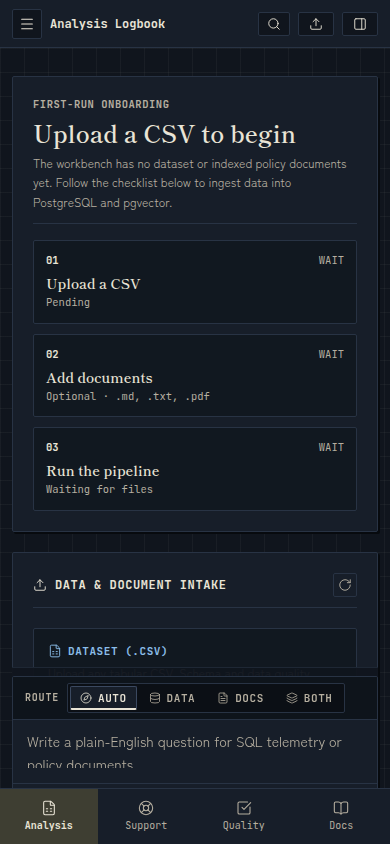 Analysis Logbook
FIRST-RUN ONBOARDING
Upload a CSV to begin
The workbench has no dataset or indexed policy documents
yet. Follow the checklist below to ingest data into
PostgreSQL and pgvector.
01 WAIT
Upload a CSV
Pending
02 WAIT
Add documents
Optional · .md, .txt, .pdf
03 WAIT
Run the pipeline
Waiting for files
DATA & DOCUMENT INTAKE
DATASET (.CSV)
ROUTE AUTO DATA DOCS BOTH
Write a plain-English question for SQL telemetry or
policy documents
Analysis Support Quality Docs